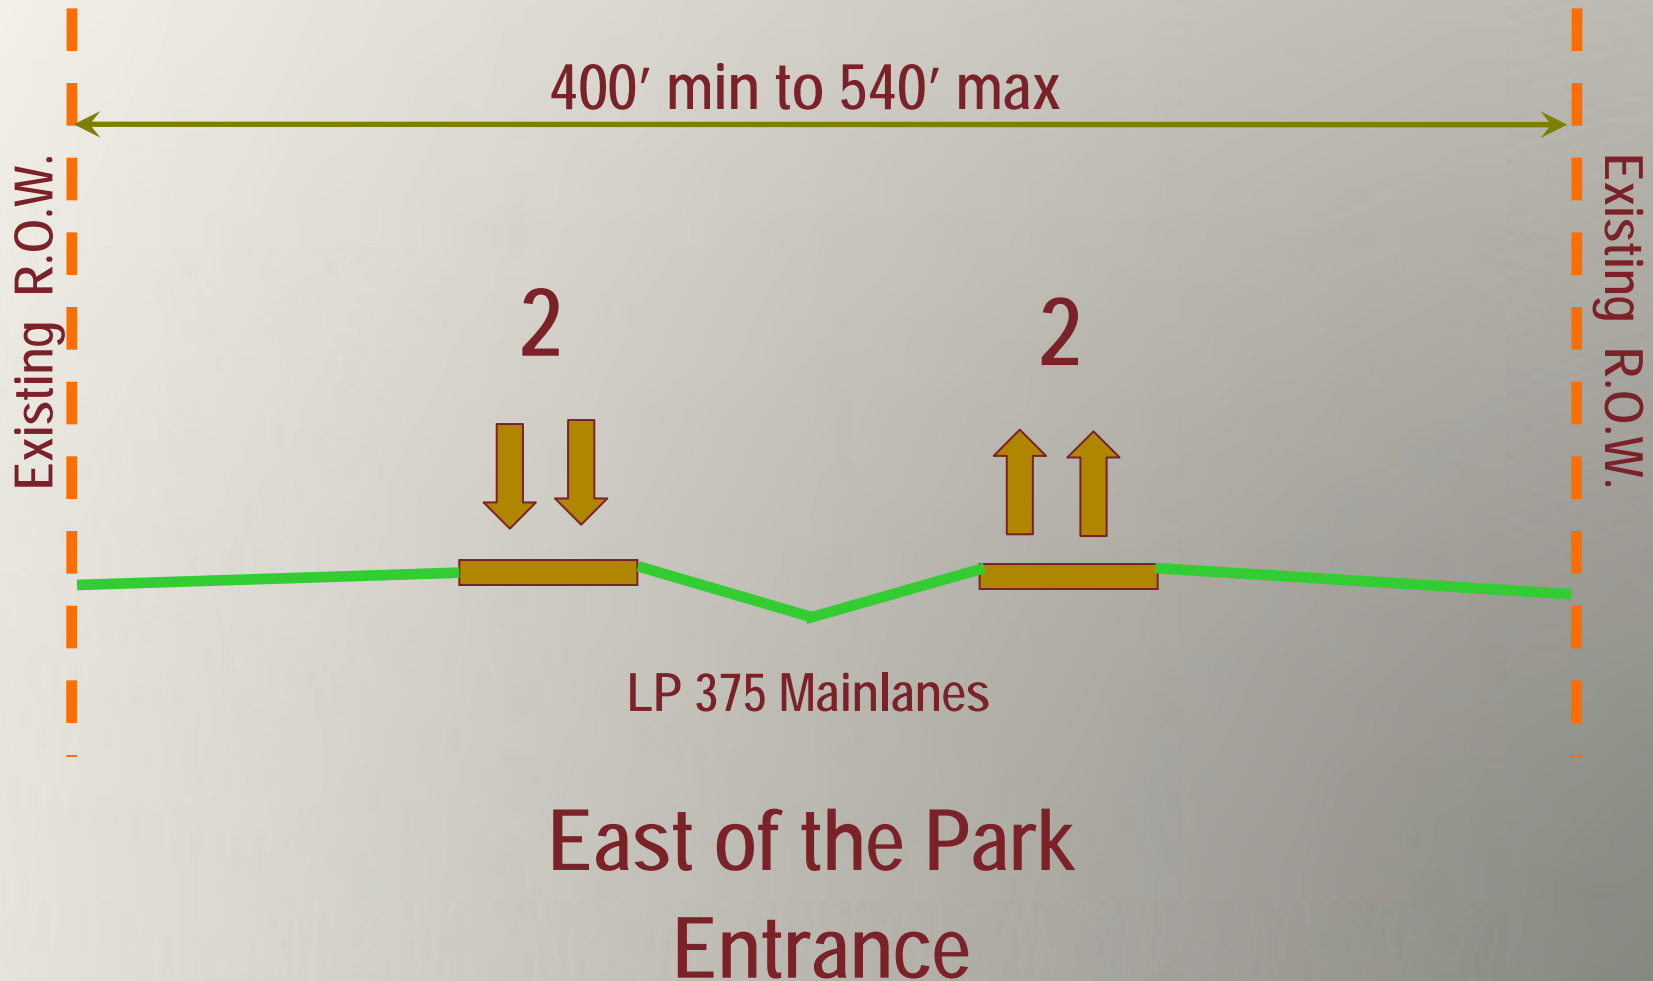 400' min to 540' max
Existing R.O.W.
Existing R.O.W.
2
2
LP 375 Mainlanes
East of the Park
Entrance